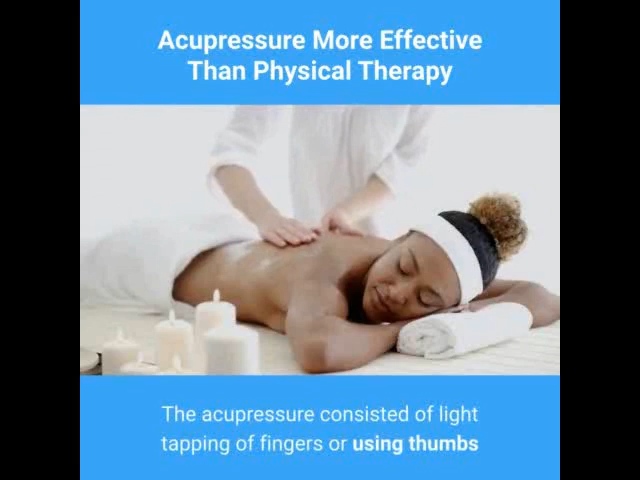 Acupressure More Effective
Than Physical Therapy
The acupressure consisted of light
tapping of fingers or using thumbs